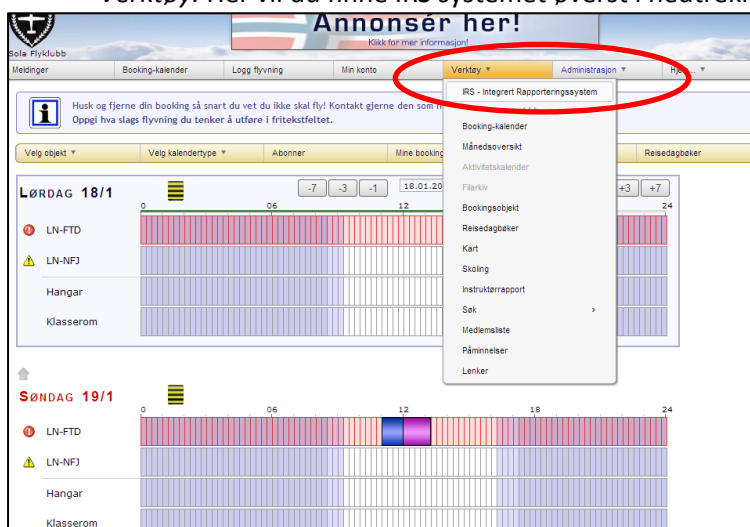 Verktøy. Her vil du finne IRS systemet øverst i nedtrekk
Annonsér her!
Klikk for mer informasjon!
Sola Flyklubb
Meldinger Booking-kalender Logg flyvning Min konto Verktøy Administrasjon
IRS - Integrert Rapporteringssystem
Husk og fjerne din booking så snart du vet du ikke skal fly! Kontakt gjerne den som
Oppgi hva slags flyvning du tenker å utføre i fritekstfeltet.
Velg objekt Velg kalendertype Abonner Mine booking Reisedagbøker
Booking-kalender
Månedsoversikt
Aktivitetskalender
Filarkiv
Bookingsobjekt
Reisedagbøker
Kart
Skoling
Instruktørrapport
Søk
Medlemsliste
Påminnelser
Lenker
LØRDAG 18/1
-7 -3 -1 18.01.20 +3 +7
0 06 12 24
LN-FTD
LN-NFJ
Hangar
Klasserom
SØNDAG 19/1
0 06 12 18 24
LN-FTD
LN-NFJ
Hangar
Klasserom